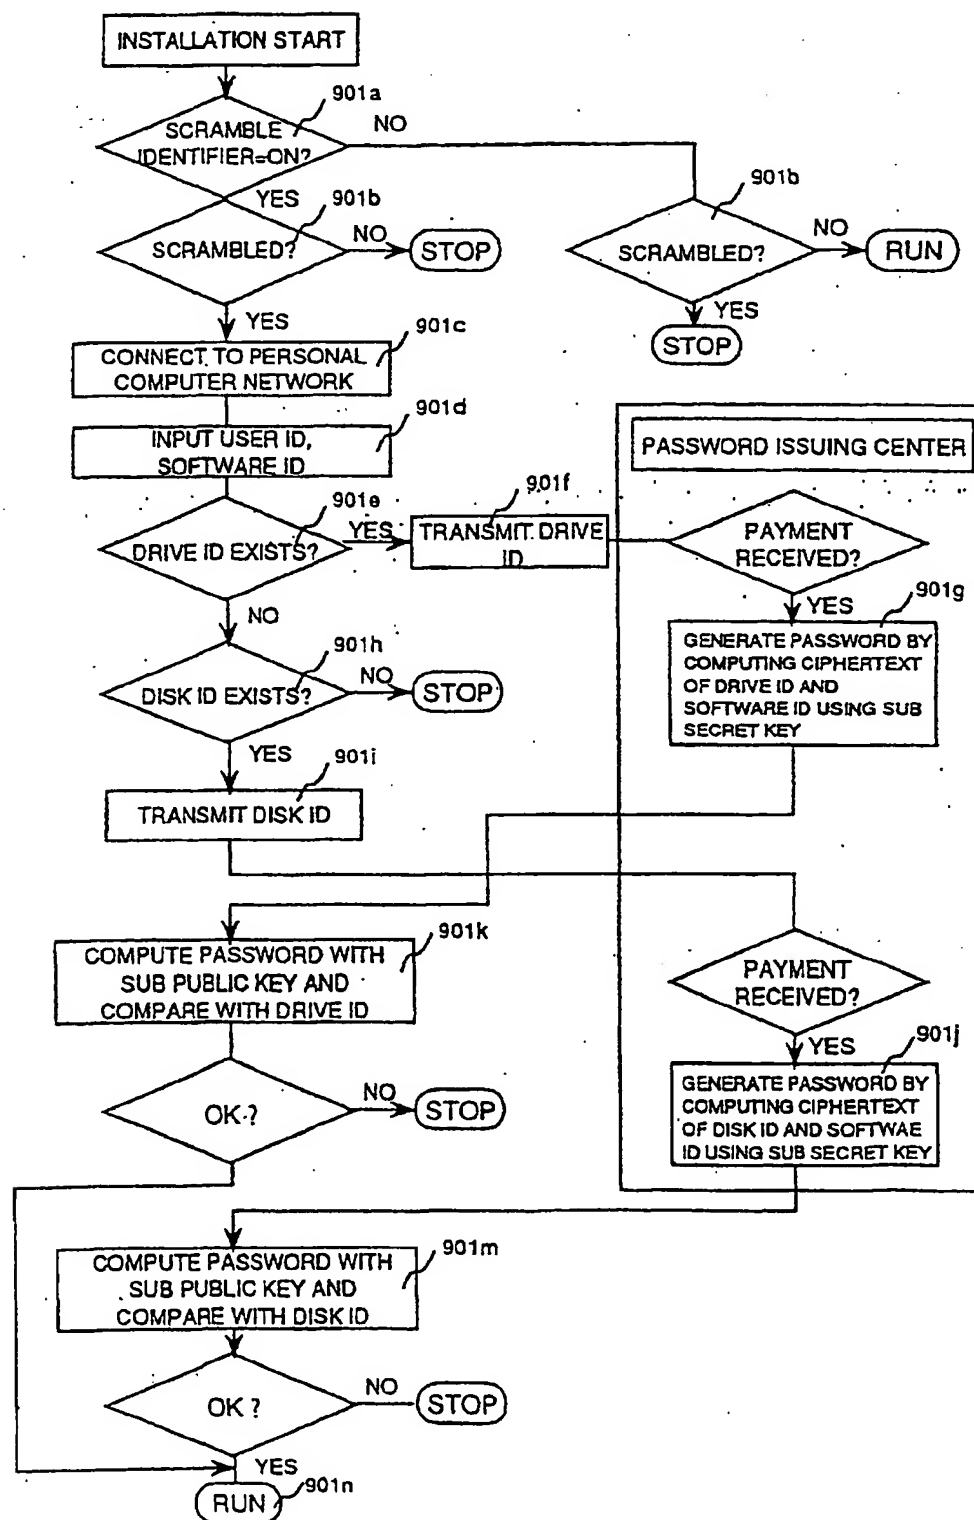 INSTALLATION START
901a
SCRAMBLE
IDENTIFIER=ON?
NO
YES
901b
SCRAMBLED?
NO
STOP
901b
SCRAMBLED?
NO
RUN
YES
STOP
YES
901c
CONNECT TO PERSONAL
COMPUTER NETWORK
901d
INPUT USER ID,
SOFTWARE ID
PASSWORD ISSUING CENTER
901e
DRIVE ID EXISTS?
YES
901f
TRANSMIT DRIVE
ID
PAYMENT
RECEIVED?
YES
901g
GENERATE PASSWORD BY
COMPUTING CIPHERTEXT
OF DRIVE ID AND
SOFTWARE ID USING SUB
SECRET KEY
NO
901h
DISK ID EXISTS?
NO
STOP
YES
901i
TRANSMIT DISK ID
901k
COMPUTE PASSWORD WITH
SUB PUBLIC KEY AND
COMPARE WITH DRIVE ID
PAYMENT
RECEIVED?
YES
901j
GENERATE PASSWORD BY
COMPUTING CIPHERTEXT
OF DISK ID AND SOFTWAE
ID USING SUB SECRET KEY
OK ?
NO
STOP
901m
COMPUTE PASSWORD WITH
SUB PUBLIC KEY AND
COMPARE WITH DISK ID
OK ?
NO
STOP
YES
RUN
901n